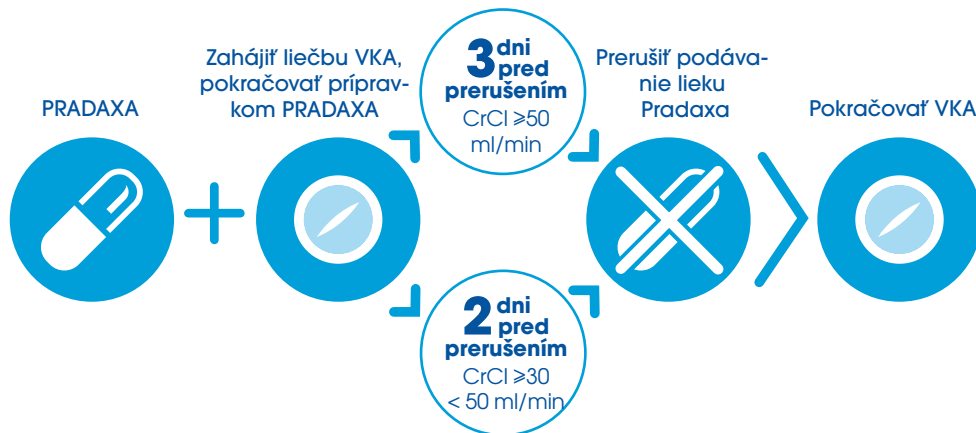 PRADAXA
Zahájiť liečbu VKA,
pokračovať príprav-
kom PRADAXA
3 dni
pred
prerušením
CrCl ⩾50
ml/min
2 dni
pred
prerušením
CrCl ⩾30
< 50 ml/min
Prerušiť podáva-
nie lieku
Pradaxa
Pokračovať VKA